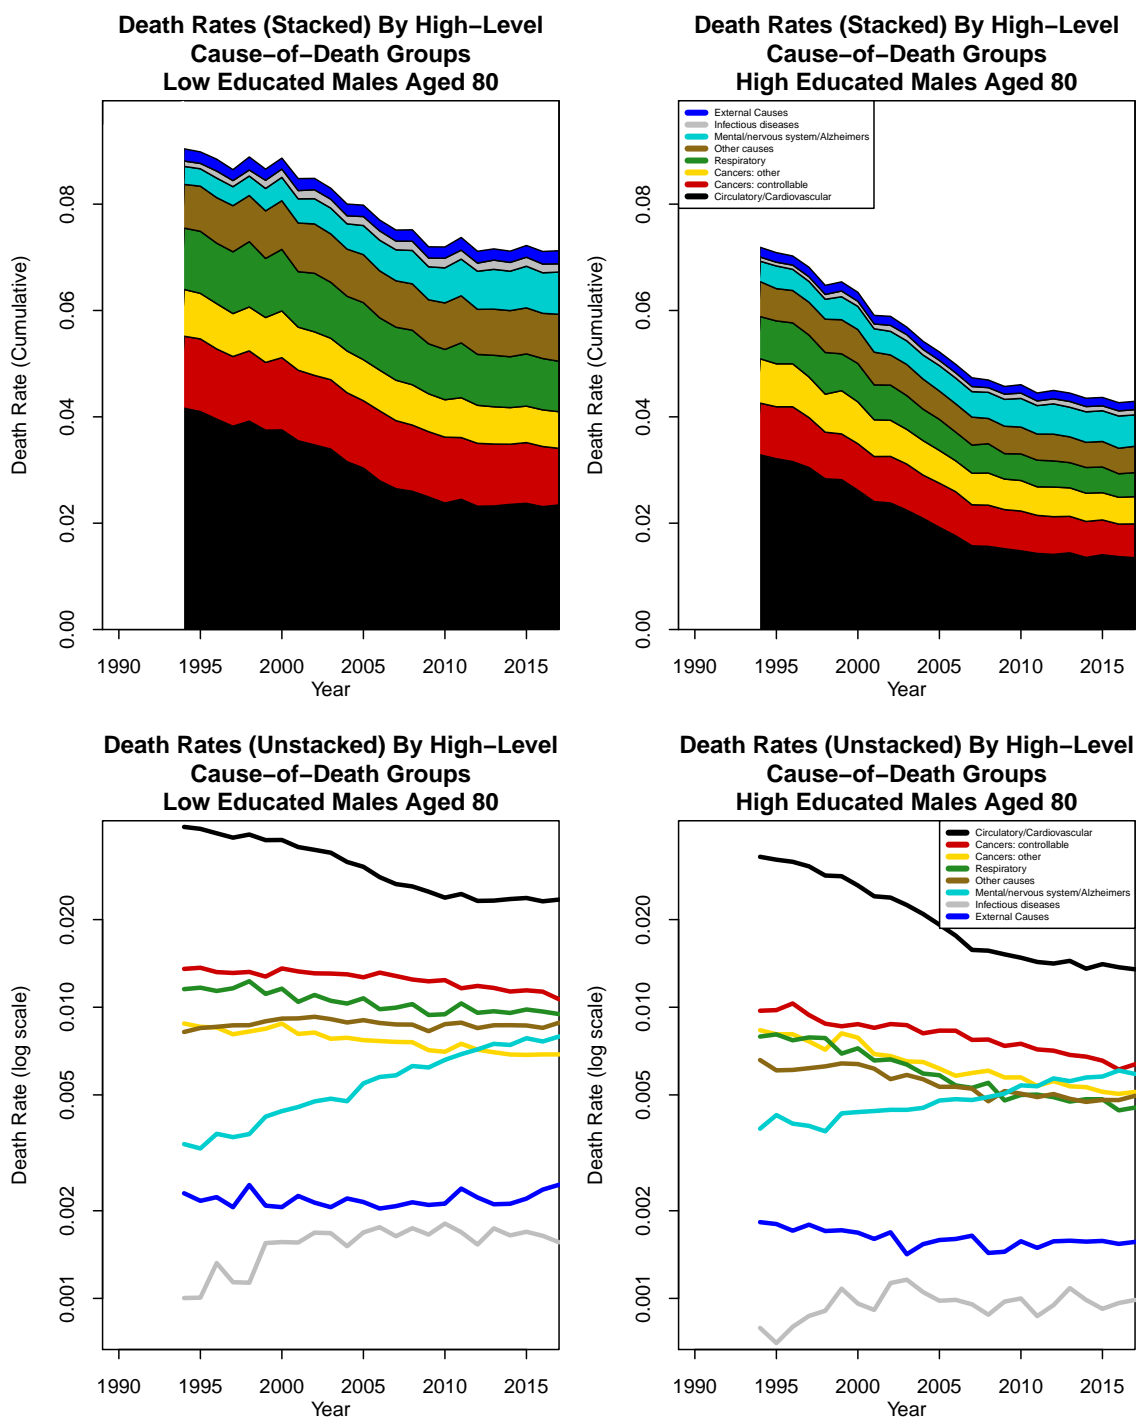 Death Rates (Stacked) By High−Level
Cause−of−Death Groups
Low Educated Males Aged 80
Death Rate (Cumulative)
0.00
0.02
0.04
0.06
0.08
1990
1995
2000
2005
2010
2015
Year
Death Rates (Stacked) By High−Level
Cause−of−Death Groups
High Educated Males Aged 80
External Causes
Infectious diseases
Mental/nervous system/Alzheimers
Other causes
Respiratory
Cancers: other
Cancers: controllable
Circulatory/Cardiovascular
Death Rate (Cumulative)
0.00
0.02
0.04
0.06
0.08
1990
1995
2000
2005
2010
2015
Year
Death Rates (Unstacked) By High−Level
Cause−of−Death Groups
Low Educated Males Aged 80
Death Rate (log scale)
0.001
0.002
0.005
0.010
0.020
1990
1995
2000
2005
2010
2015
Year
Death Rates (Unstacked) By High−Level
Cause−of−Death Groups
High Educated Males Aged 80
Circulatory/Cardiovascular
Cancers: controllable
Cancers: other
Respiratory
Other causes
Mental/nervous system/Alzheimers
Infectious diseases
External Causes
Death Rate (log scale)
0.001
0.002
0.005
0.010
0.020
1990
1995
2000
2005
2010
2015
Year